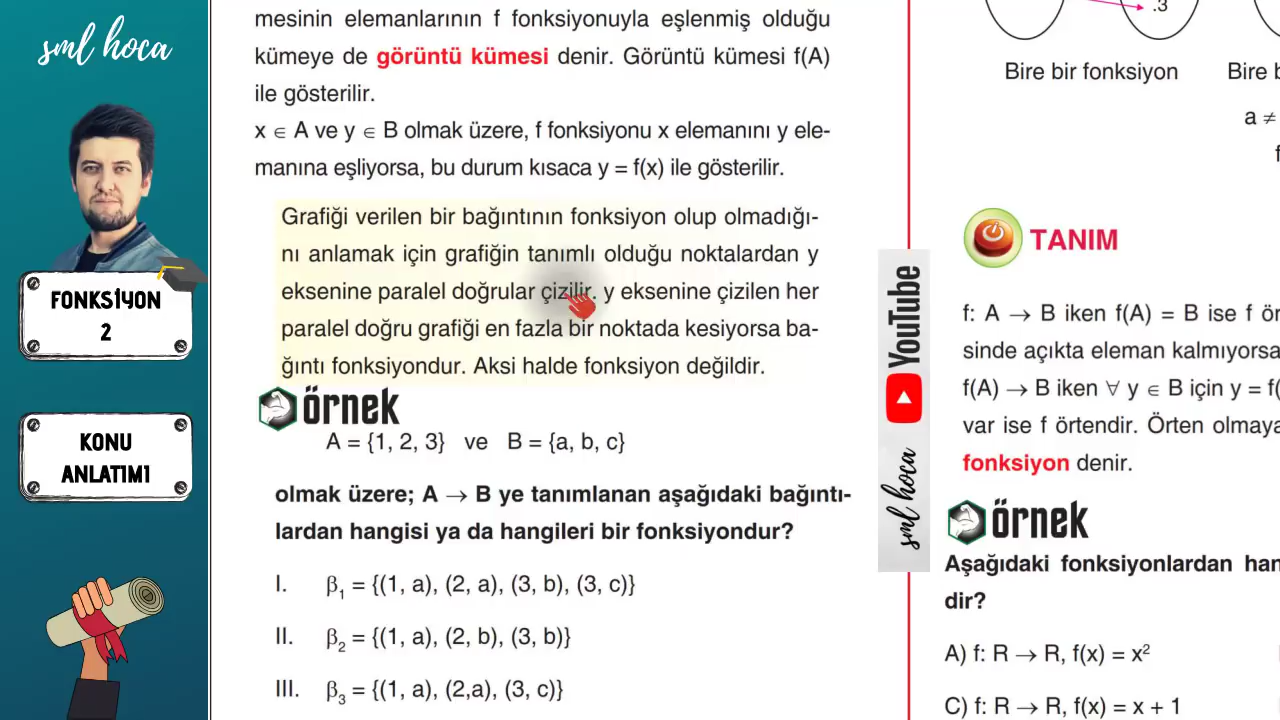 sml hoca
FONKSİYON
2
KONU
ANLATIMI
mesinin elemanlarının f fonksiyonuyla eşlenmiş olduğu
kümeye de görüntü kümesi denir. Görüntü kümesi f(A)
ile gösterilir.
x ∈ A ve y ∈ B olmak üzere, f fonksiyonu x elemanını y ele-
manına eşliyorsa, bu durum kısaca y = f(x) ile gösterilir.
Grafiği verilen bir bağıntının fonksiyon olup olmadığı-
nı anlamak için grafiğin tanımlı olduğu noktalardan y
eksenine paralel doğrular çizilir. y eksenine çizilen her
paralel doğru grafiği en fazla bir noktada kesiyorsa ba-
ğıntı fonksiyondur. Aksi halde fonksiyon değildir.
örnek
A = {1, 2, 3} ve B = {a, b, c}
olmak üzere; A → B ye tanımlanan aşağıdaki bağıntı-
lardan hangisi ya da hangileri bir fonksiyondur?
I. β₁ = {(1, a), (2, a), (3, b), (3, c)}
II. β₂ = {(1, a), (2, b), (3, b)}
III. β₃ = {(1, a), (2,a), (3, c)}
YouTube
sml hoca
.3
Bire bir fonksiyon
Bire b
a ≠
f
TANIM
f: A → B iken f(A) = B ise f ör
sinde açıkta eleman kalmıyorsa
f(A) → B iken ∀ y ∈ B için y = f(
var ise f örtendir. Örten olmaya
fonksiyon denir.
örnek
Aşağıdaki fonksiyonlardan han
dir?
A) f: R → R, f(x) = x²
C) f: R → R, f(x) = x + 1